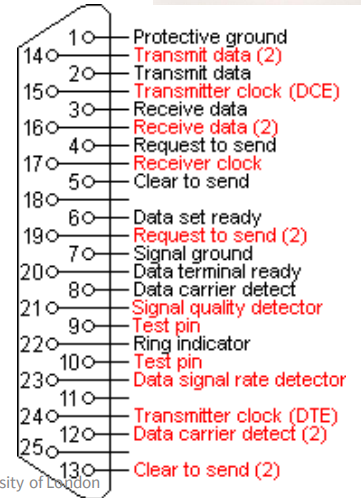 1 Protective ground
14 Transmit data (2)
2 Transmit data
15 Transmitter clock (DCE)
3 Receive data
16 Receive data (2)
4 Request to send
17 Receiver clock
5 Clear to send
18
6 Data set ready
19 Request to send (2)
7 Signal ground
20 Data terminal ready
8 Data carrier detect
21 Signal quality detector
9 Test pin
22 Ring indicator
10 Test pin
23 Data signal rate detector
11
24 Transmitter clock (DTE)
12 Data carrier detect (2)
25
13 Clear to send (2)
sity of London